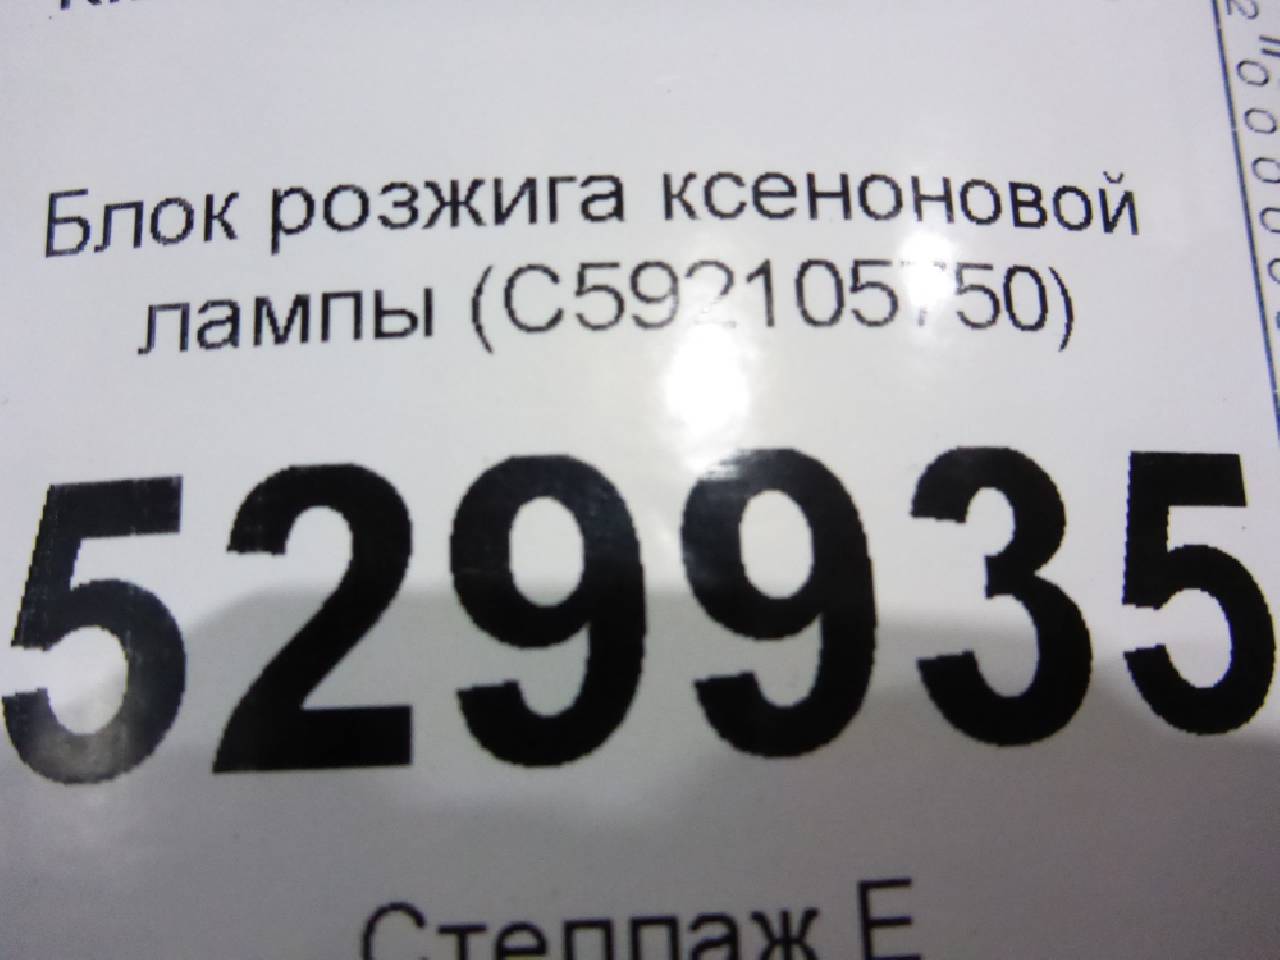 Блок розжига ксеноновой
лампы (C592105750)
529935
Стеллаж E